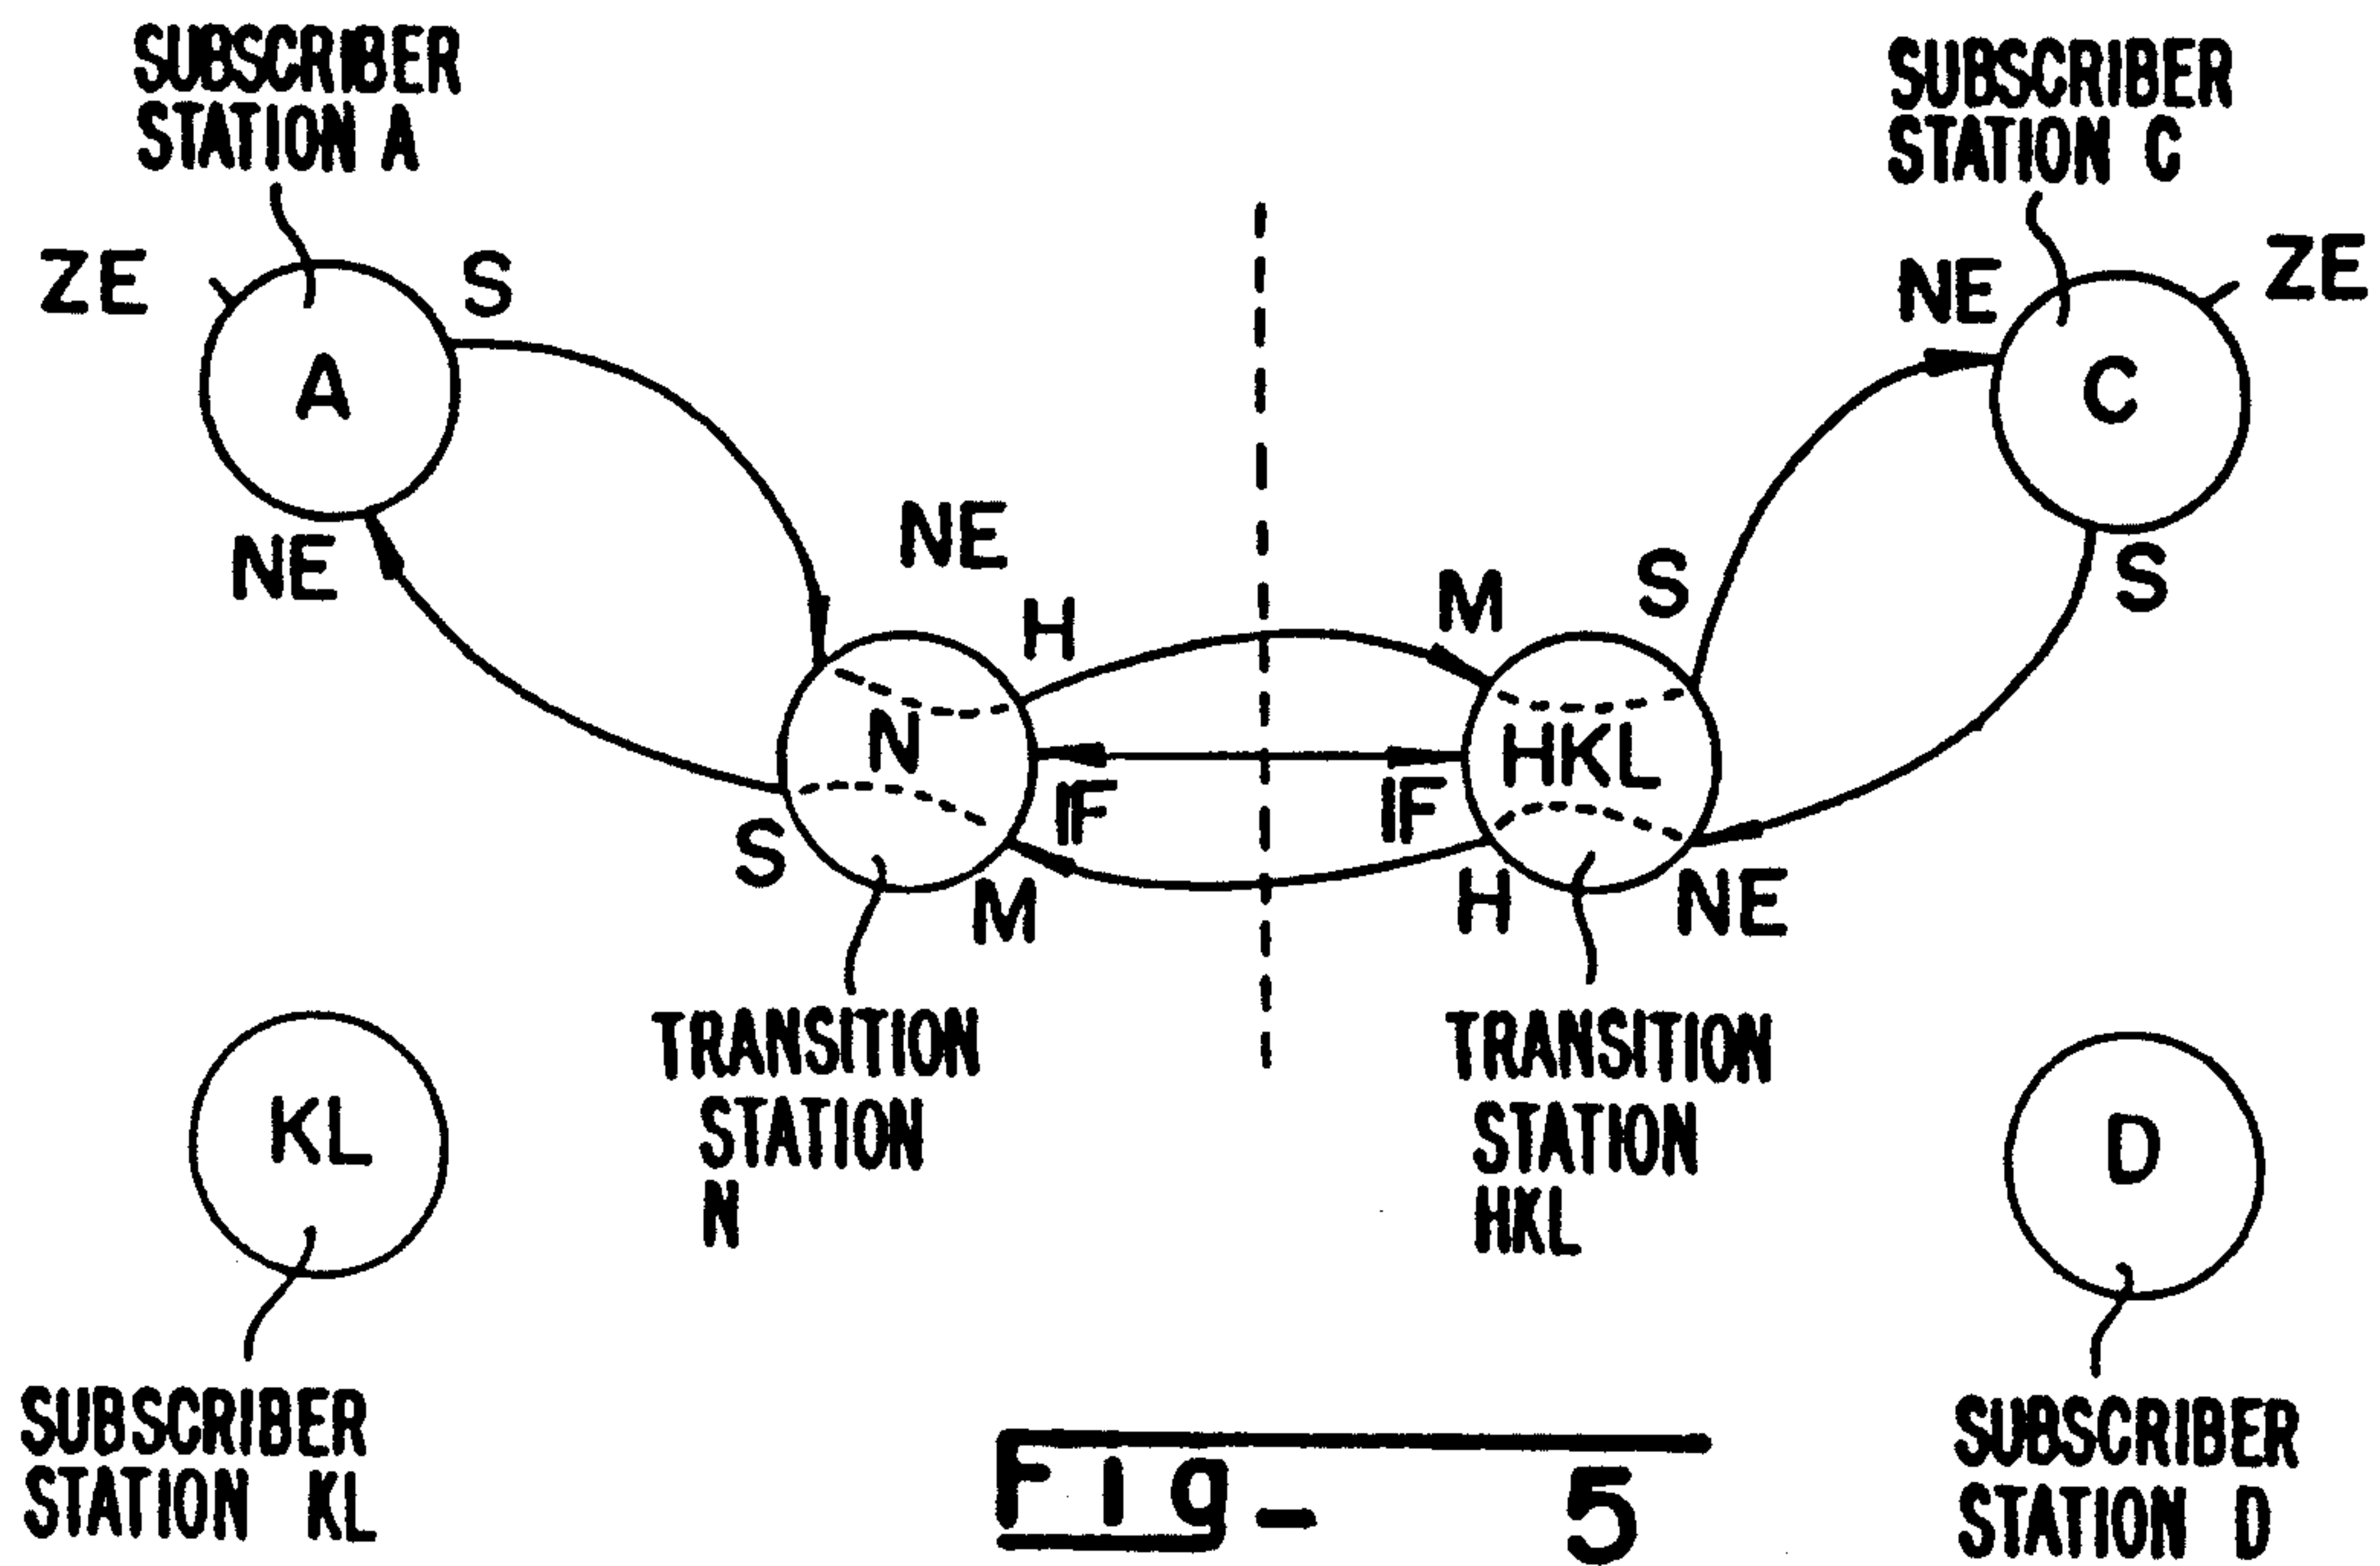 SUBSCRIBER
STATION A
SUBSCRIBER
STATION C
ZE
S
NE
ZE
A
C
NE
NE
S
S
H
M
N
HKL
IF
IF
S
M
H
NE
TRANSITION
STATION
N
TRANSITION
STATION
HKL
KL
D
SUBSCRIBER
STATION KL
SUBSCRIBER
STATION D
Fig_ 5